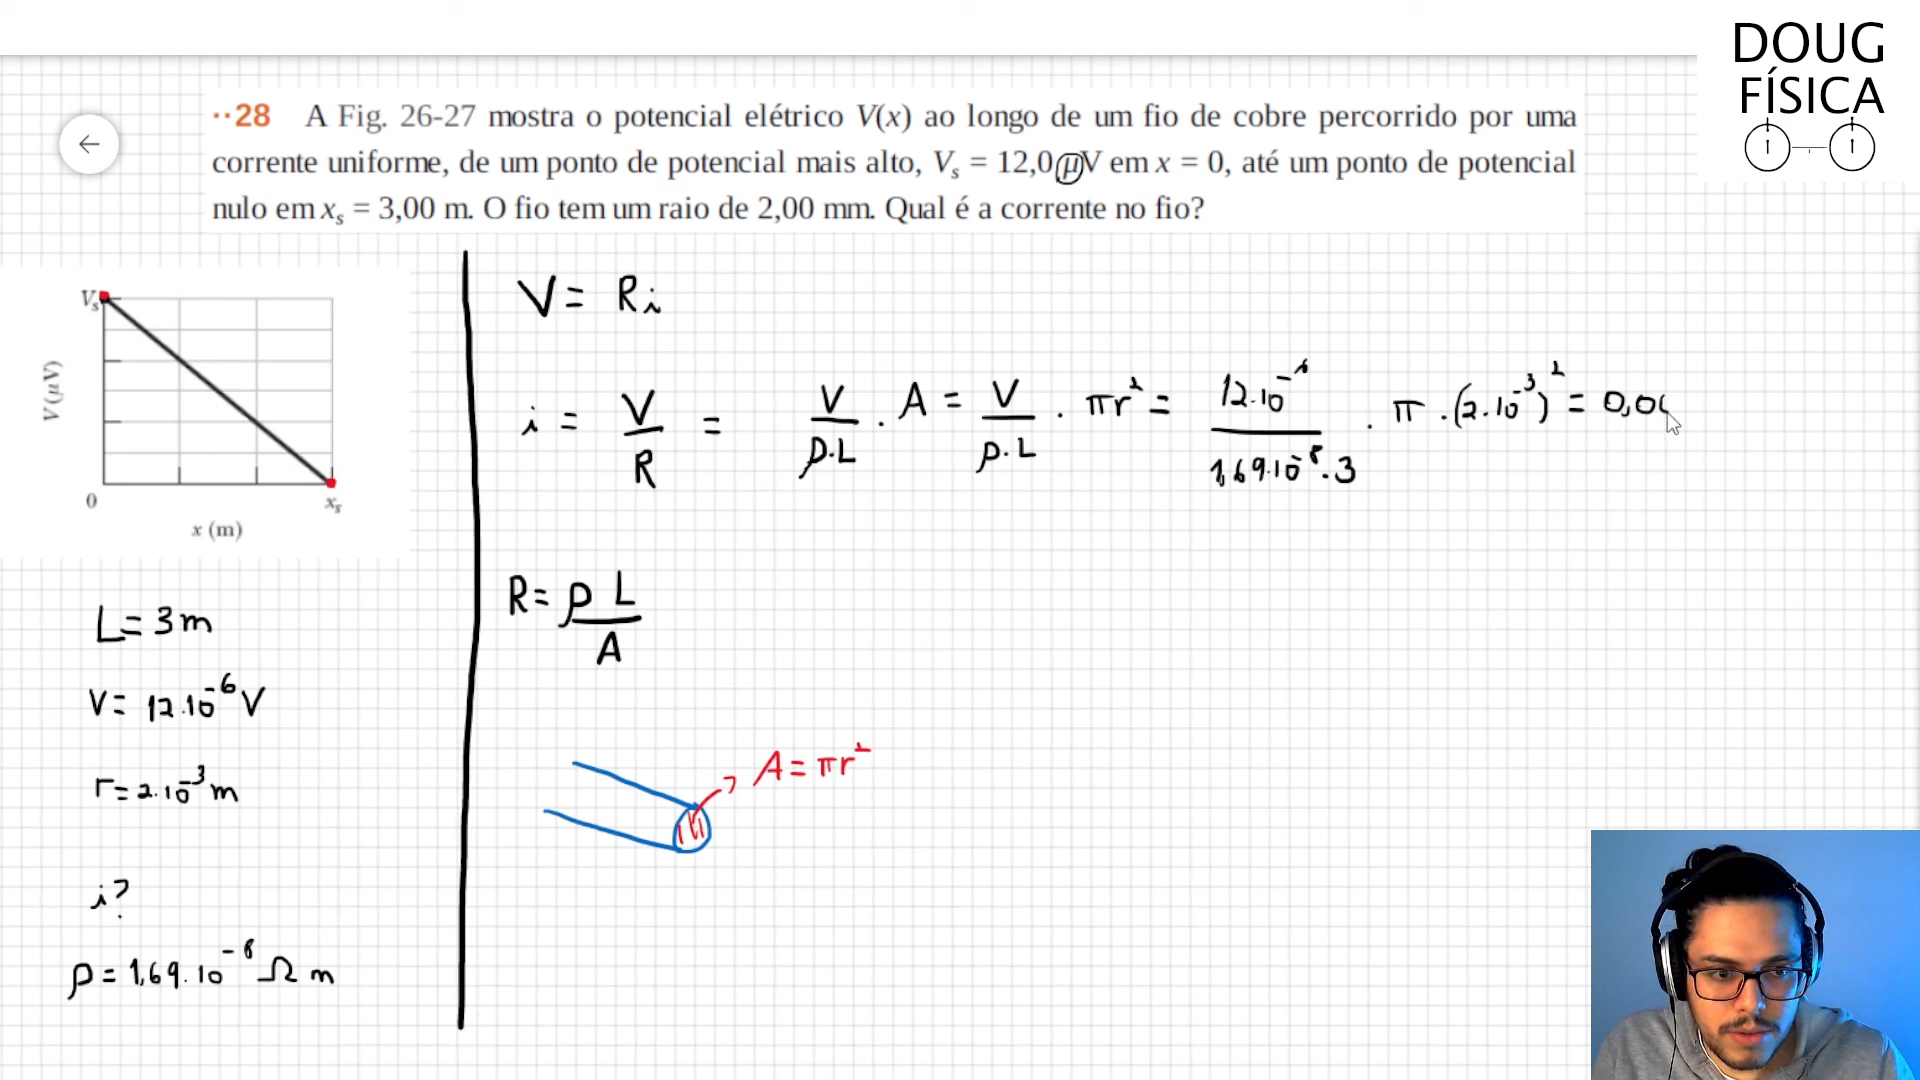 DOUG
FÍSICA
··28 A Fig. 26-27 mostra o potencial elétrico V(x) ao longo de um fio de cobre percorrido por uma
corrente uniforme, de um ponto de potencial mais alto, Vs = 12,0 μV em x = 0, até um ponto de potencial
nulo em xs = 3,00 m. O fio tem um raio de 2,00 mm. Qual é a corrente no fio?
Vs
V (μV)
0
xs
x (m)
L = 3m
V = 12.10⁻⁶ V
r = 2.10⁻³ m
i?
ρ = 1,69.10⁻⁸ Ω m
V = Ri
i = V/R = V/ρ.L . A = V/ρ.L . πr² = 12.10⁻⁶/1,69.10⁻⁸.3 . π .(2.10⁻³)² = 0,00
R = ρL/A
A = πr²